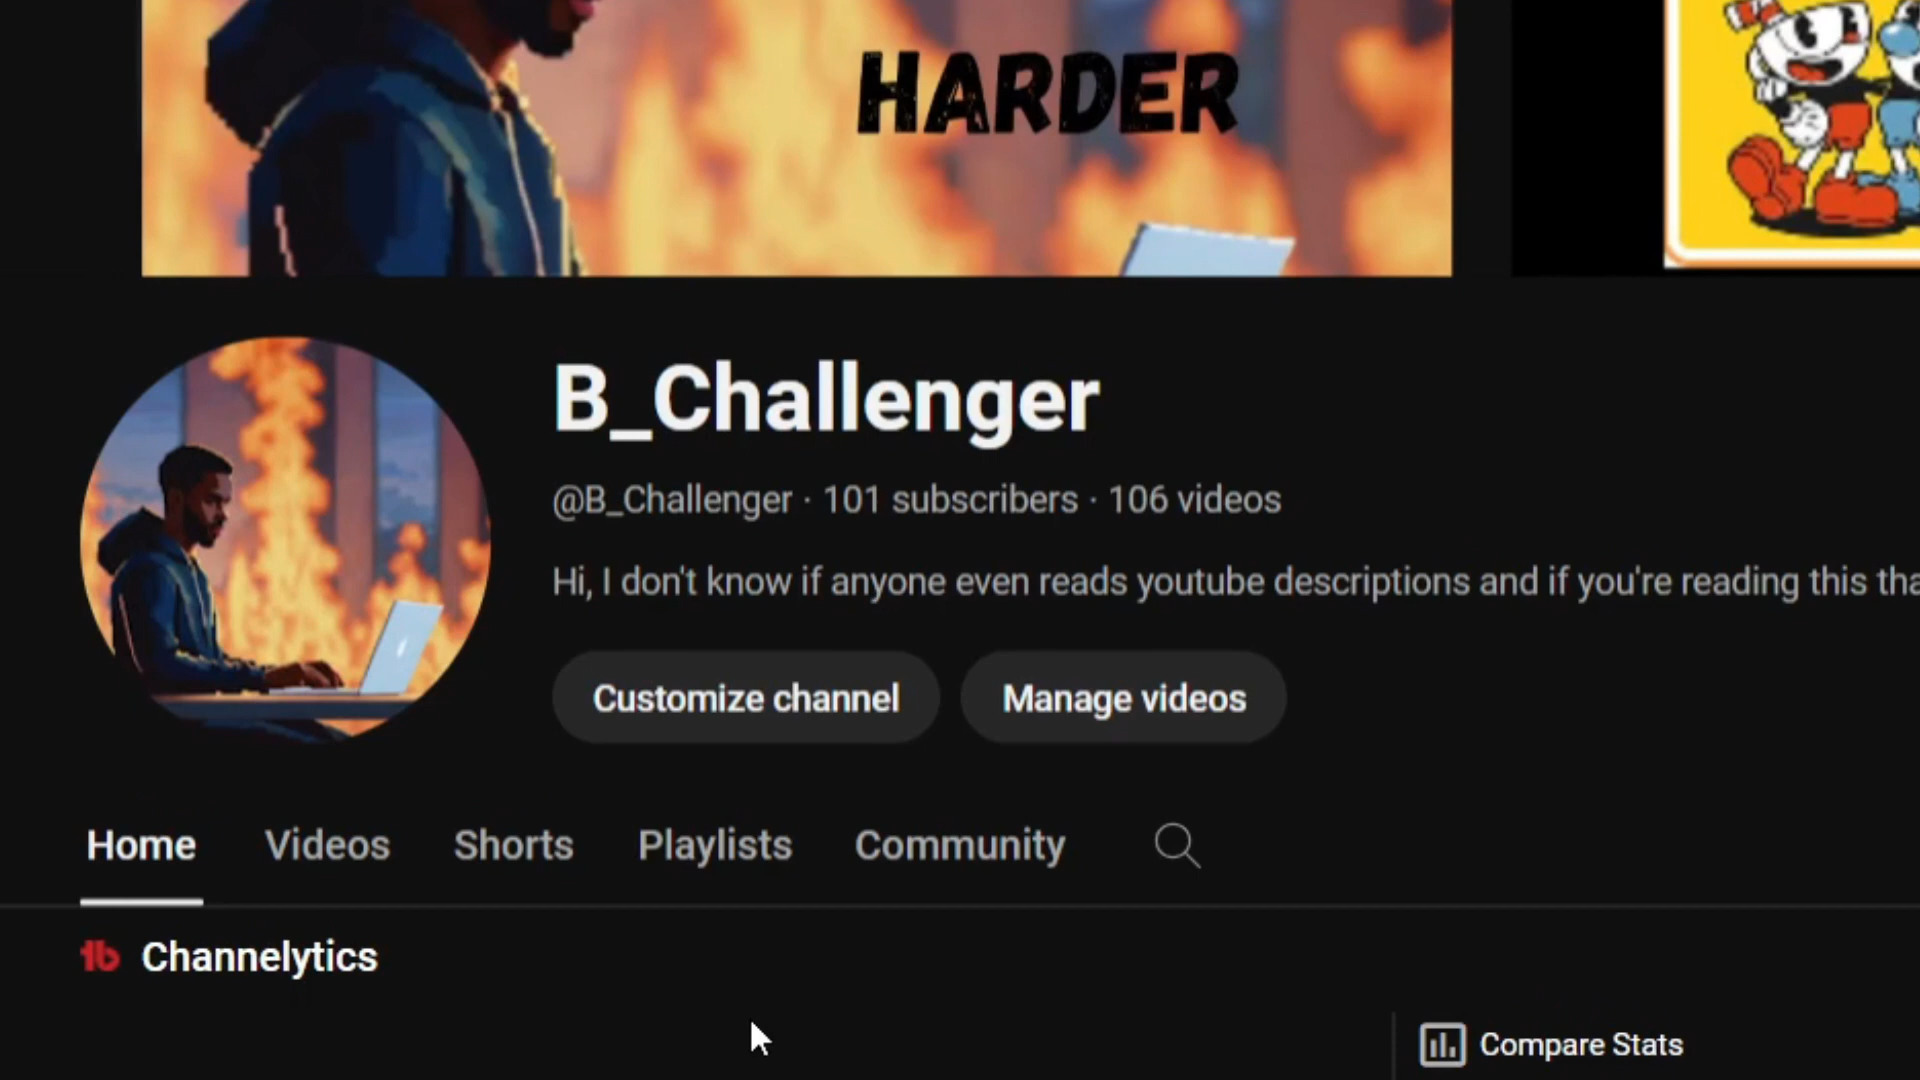 HARDER
B_Challenger
@B_Challenger · 101 subscribers · 106 videos
Hi, I don't know if anyone even reads youtube descriptions and if you're reading this
Customize channel
Manage videos
Home
Videos
Shorts
Playlists
Community
tb Channelytics
Compare Stats